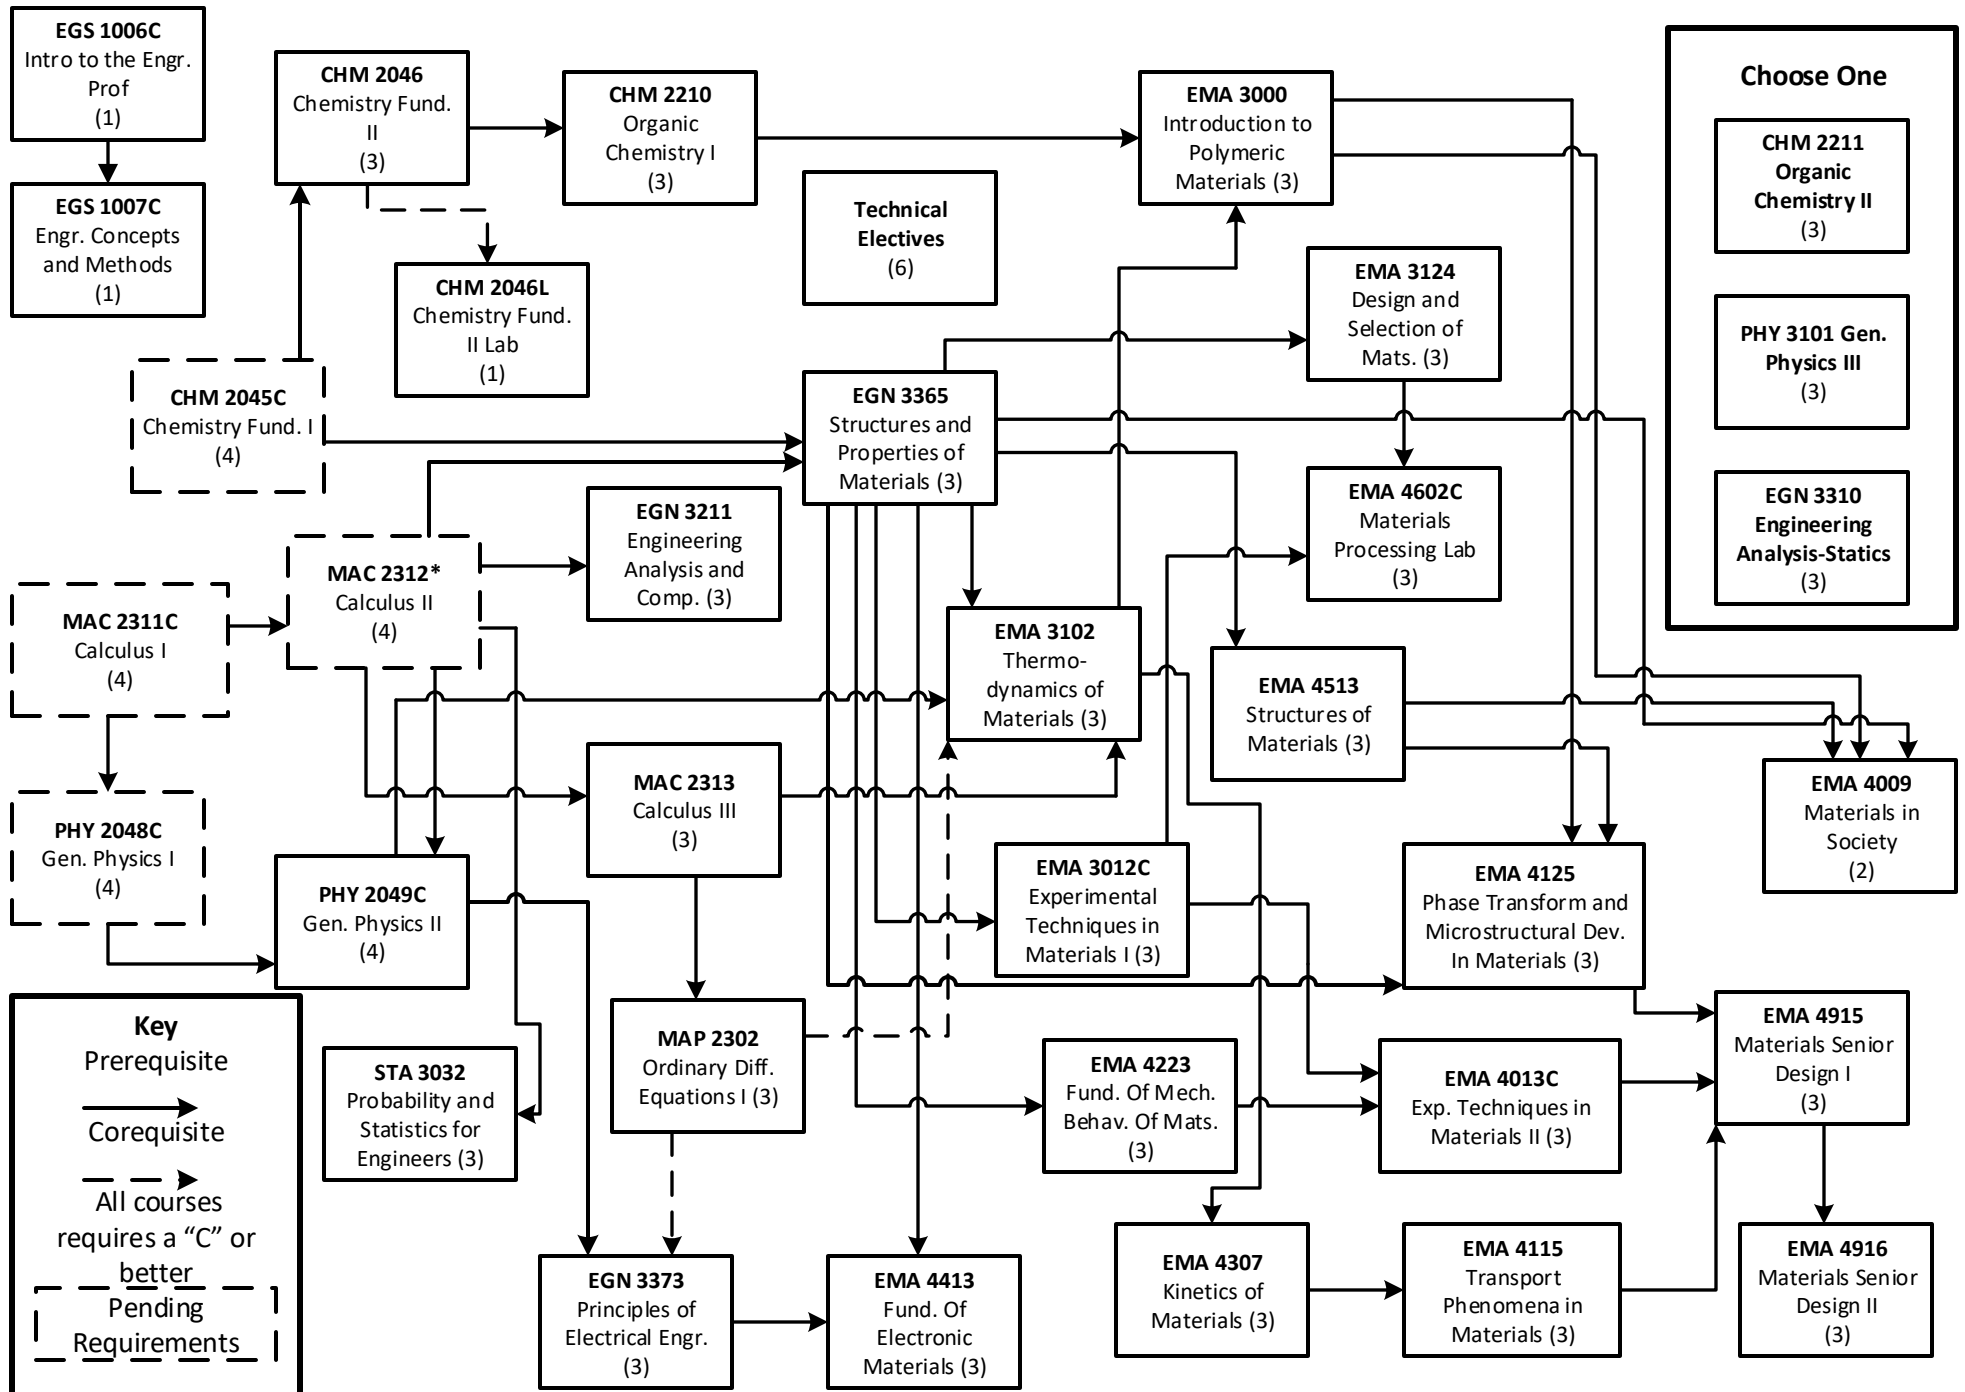 EGS 1006C
Intro to the Engr.
Prof
(1)
EGS 1007C
Engr. Concepts
and Methods
(1)
CHM 2046
Chemistry Fund.
II
(3)
CHM 2210
Organic
Chemistry I
(3)
CHM 2046L
Chemistry Fund.
II Lab
(1)
Technical
Electives
(6)
EMA 3000
Introduction to
Polymeric
Materials (3)
EMA 3124
Design and
Selection of
Mats. (3)
Choose One
CHM 2211
Organic
Chemistry II
(3)
PHY 3101 Gen.
Physics III
(3)
EGN 3310
Engineering
Analysis-Statics
(3)
CHM 2045C
Chemistry Fund. I
(4)
EGN 3365
Structures and
Properties of
Materials (3)
EMA 4602C
Materials
Processing Lab
(3)
MAC 2311C
Calculus I
(4)
MAC 2312*
Calculus II
(4)
EGN 3211
Engineering
Analysis and
Comp. (3)
EMA 3102
Thermo-
dynamics of
Materials (3)
EMA 4513
Structures of
Materials (3)
EMA 4009
Materials in
Society
(2)
PHY 2048C
Gen. Physics I
(4)
PHY 2049C
Gen. Physics II
(4)
MAC 2313
Calculus III
(3)
EMA 3012C
Experimental
Techniques in
Materials I (3)
EMA 4125
Phase Transform and
Microstructural Dev.
In Materials (3)
Key
Prerequisite
Corequisite
All courses
requires a “C” or
better
Pending
Requirements
STA 3032
Probability and
Statistics for
Engineers (3)
MAP 2302
Ordinary Diff.
Equations I (3)
EMA 4223
Fund. Of Mech.
Behav. Of Mats.
(3)
EMA 4013C
Exp. Techniques in
Materials II (3)
EMA 4915
Materials Senior
Design I
(3)
EGN 3373
Principles of
Electrical Engr.
(3)
EMA 4413
Fund. Of
Electronic
Materials (3)
EMA 4307
Kinetics of
Materials (3)
EMA 4115
Transport
Phenomena in
Materials (3)
EMA 4916
Materials Senior
Design II
(3)